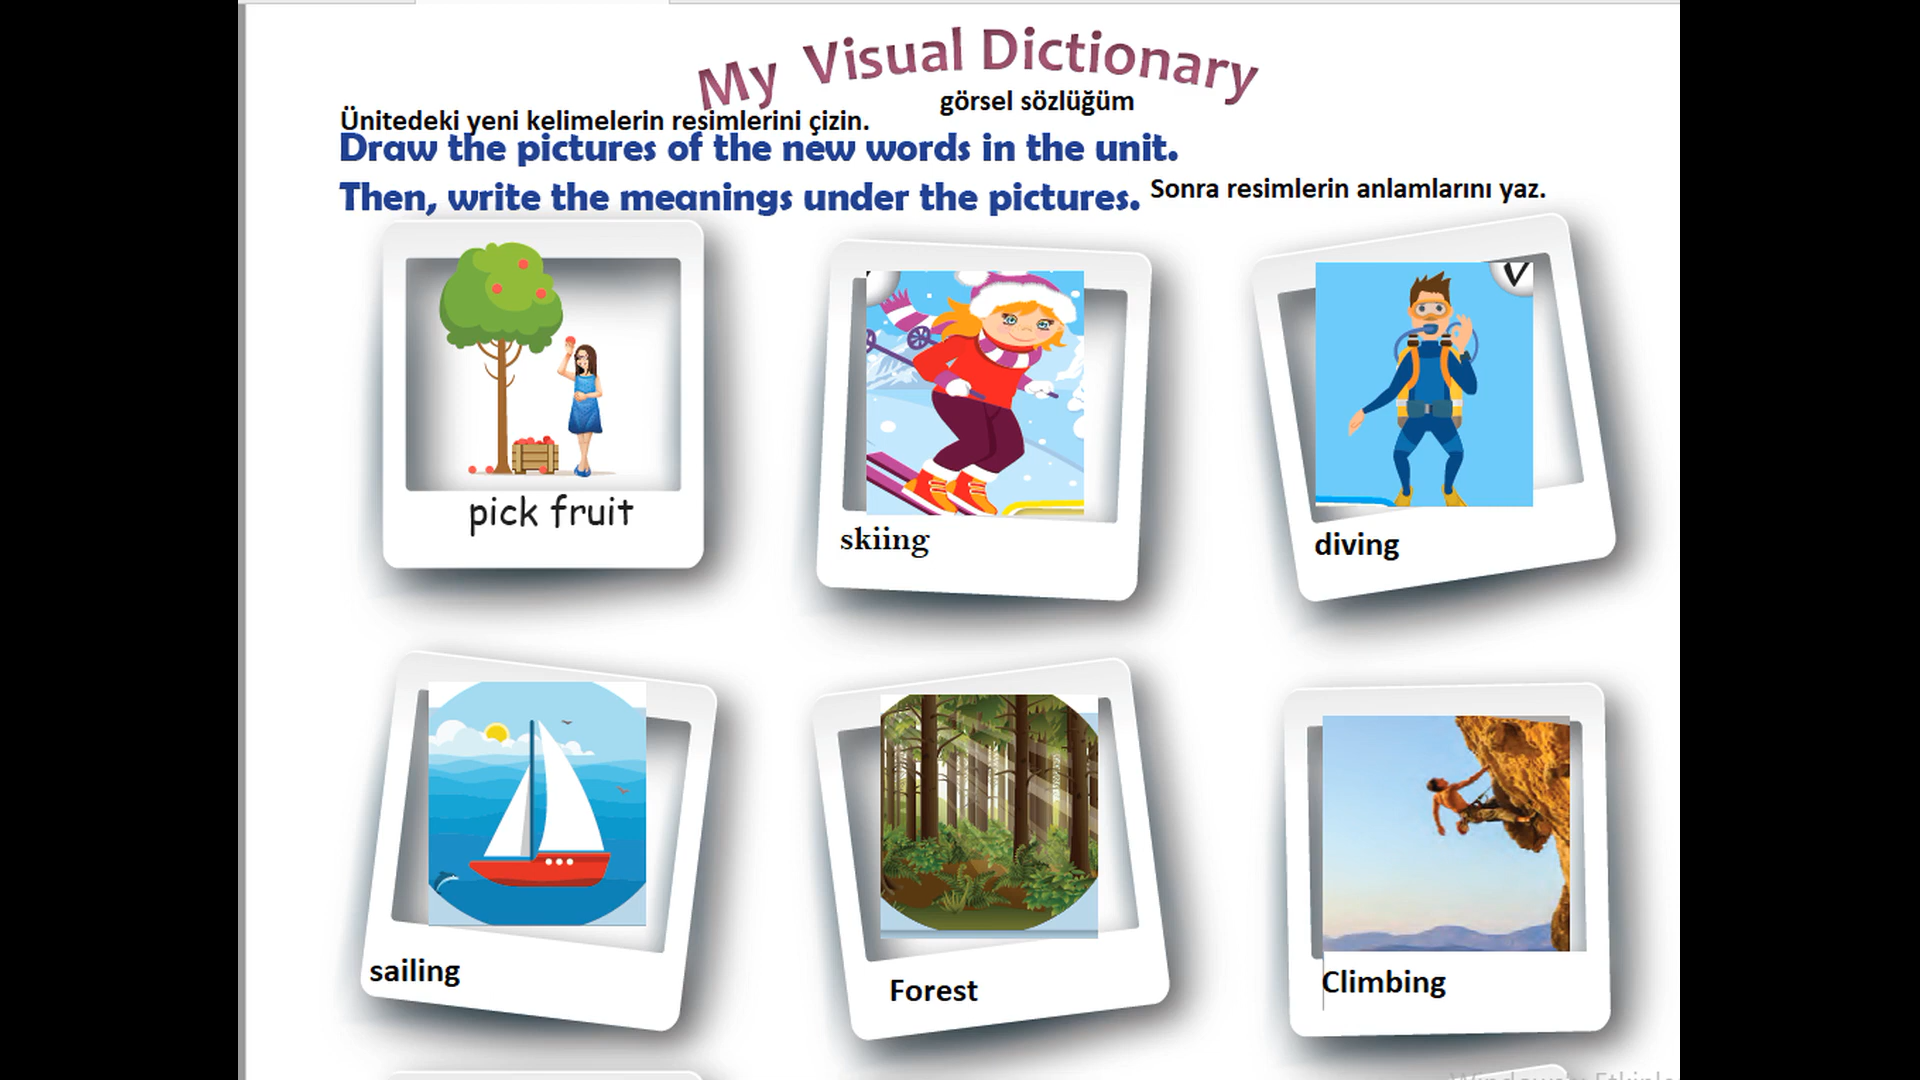 My Visual Dictionary
görsel sözlüğüm
Ünitedeki yeni kelimelerin resimlerini çizin.
Draw the pictures of the new words in the unit.
Then, write the meanings under the pictures. Sonra resimlerin anlamlarını yaz.
V
pick fruit
skiing
diving
sailing
Forest
Climbing